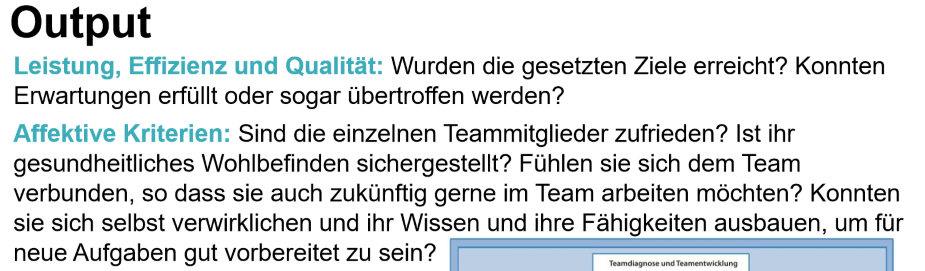 Output
Leistung, Effizienz und Qualität: Wurden die gesetzten Ziele erreicht? Konnten
Erwartungen erfüllt oder sogar übertroffen werden?
Affektive Kriterien: Sind die einzelnen Teammitglieder zufrieden? Ist ihr
gesundheitliches Wohlbefinden sichergestellt? Fühlen sie sich dem Team
verbunden, so dass sie auch zukünftig gerne im Team arbeiten möchten? Konnten
sie sich selbst verwirklichen und ihr Wissen und ihre Fähigkeiten ausbauen, um für
neue Aufgaben gut vorbereitet zu sein?
Teamdiagnose und Teamentwicklung